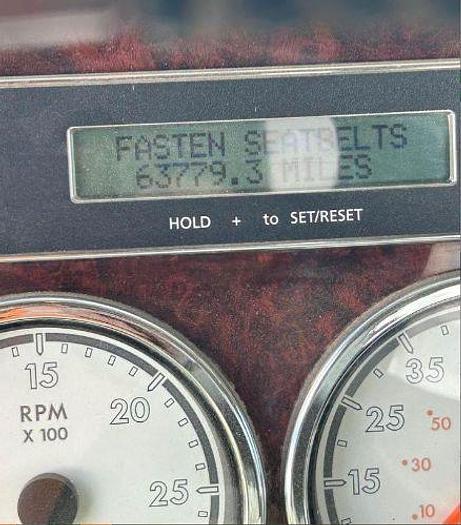 FASTEN SEATBELTS
63779.3 MILES
HOLD + to SET/RESET
15
RPM
X 100
20
25
35
25
50
15
30
10